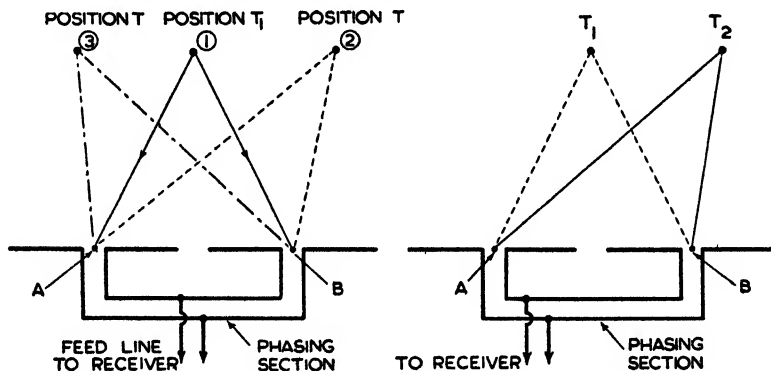 POSITION T POSITION T1 POSITION T
③ ① ②
A B
FEED LINE
TO RECEIVER
PHASING
SECTION
T1 T2
A B
TO RECEIVER
PHASING
SECTION